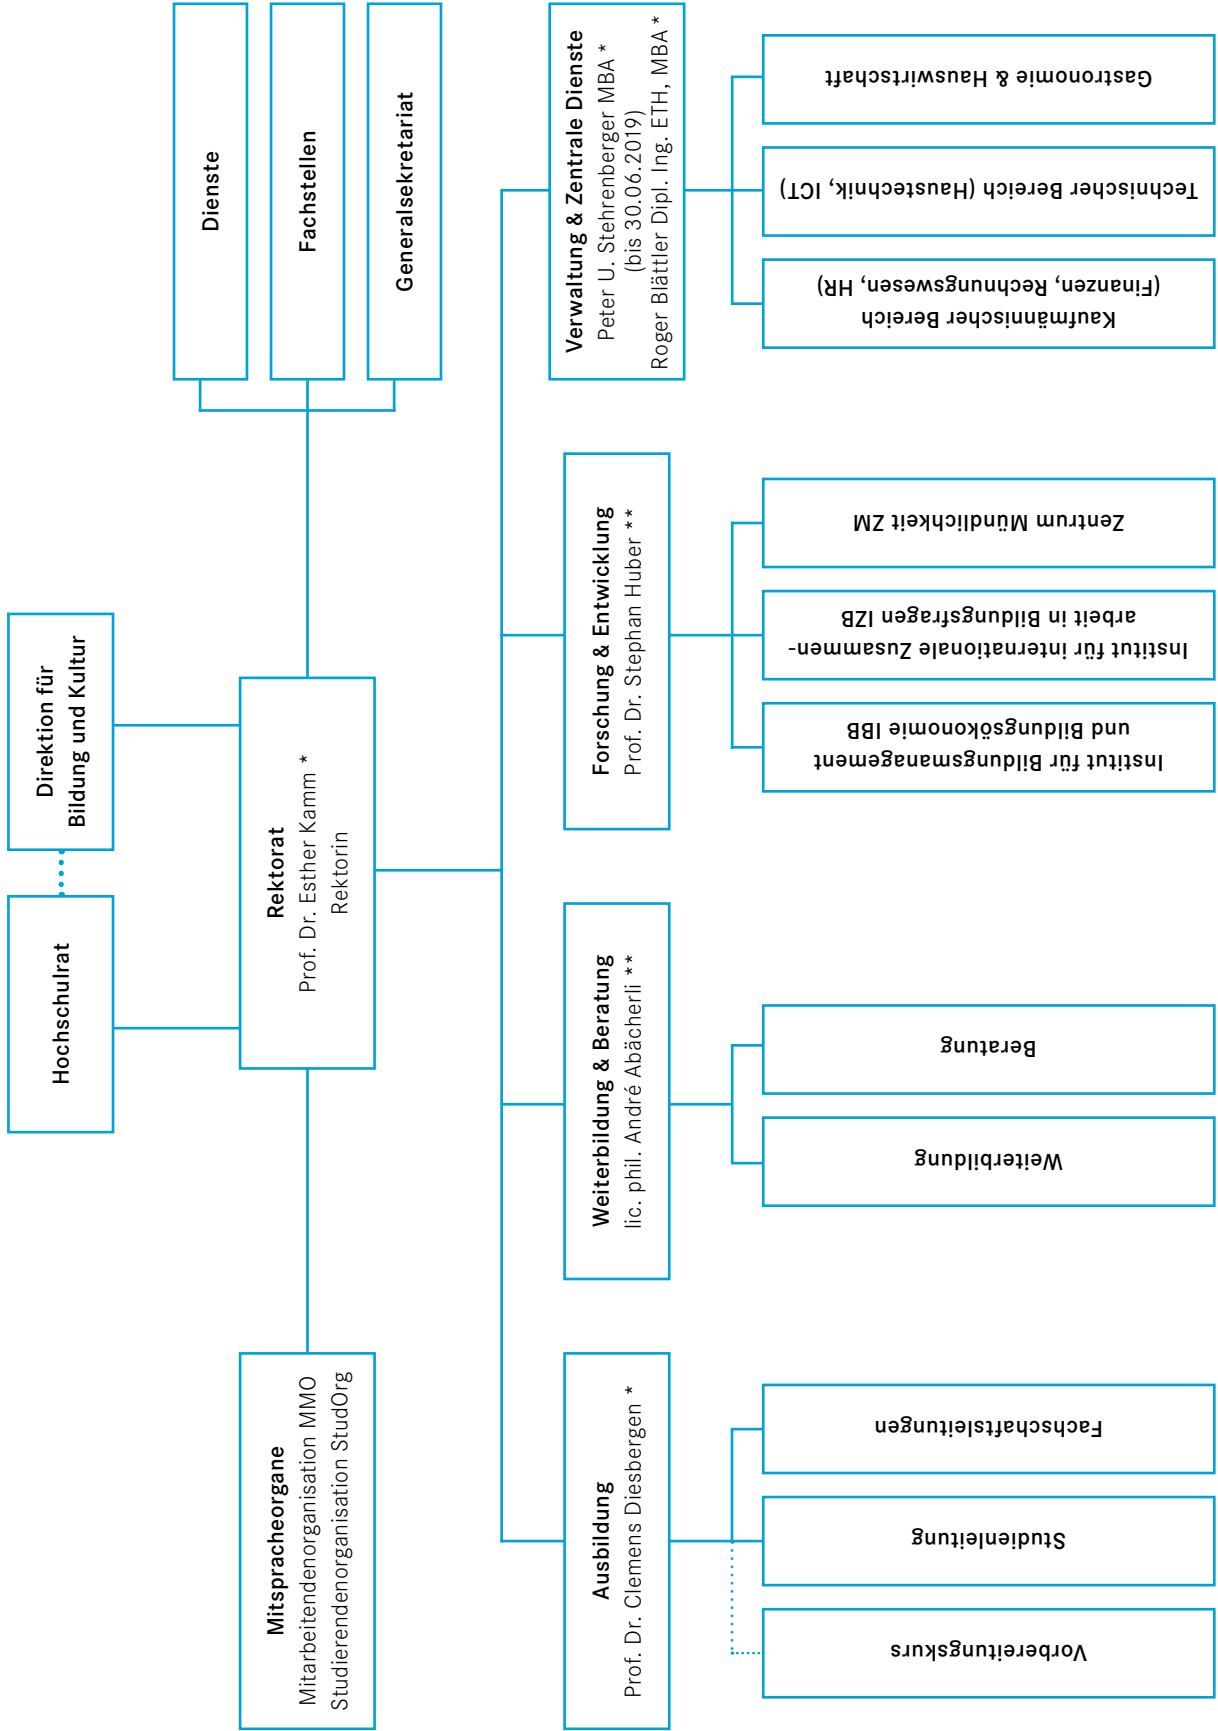 Hochschulrat
Direktion für
Bildung und Kultur
Mitspracheorgane
Mitarbeitendenorganisation MMO
Studierendenorganisation StudOrg
Rektorat
Prof. Dr. Esther Kamm *
Rektorin
Dienste
Fachstellen
Generalsekretariat
Ausbildung
Prof. Dr. Clemens Diesbergen *
Weiterbildung & Beratung
lic. phil. André Abächerli **
Forschung & Entwicklung
Prof. Dr. Stephan Huber **
Verwaltung & Zentrale Dienste
Peter U. Stehrenberger MBA *
(bis 30.06.2019)
Roger Blättler Dipl. Ing. ETH, MBA *
Vorbereitungskurs
Studienleitung
Fachschaftsleitungen
Weiterbildung
Beratung
Institut für Bildungsmanagement
und Bildungsökonomie IBB
Institut für internationale Zusammen-
arbeit in Bildungsfragen IZB
Zentrum Mündlichkeit ZM
Kaufmännischer Bereich
(Finanzen, Rechnungswesen, HR)
Technischer Bereich (Haustechnik, ICT)
Gastronomie & Hauswirtschaft